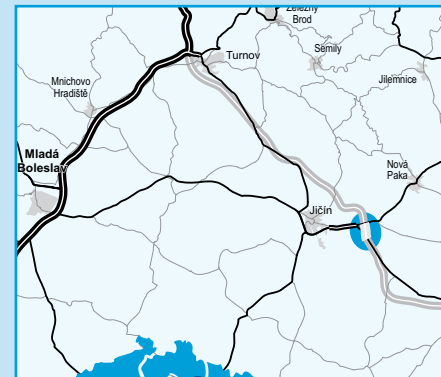 Železný
Brod
Turnov
Semily
Jilemnice
Mnichovo
Hradiště
Mladá
Boleslav
Nová
Paka
Jičín